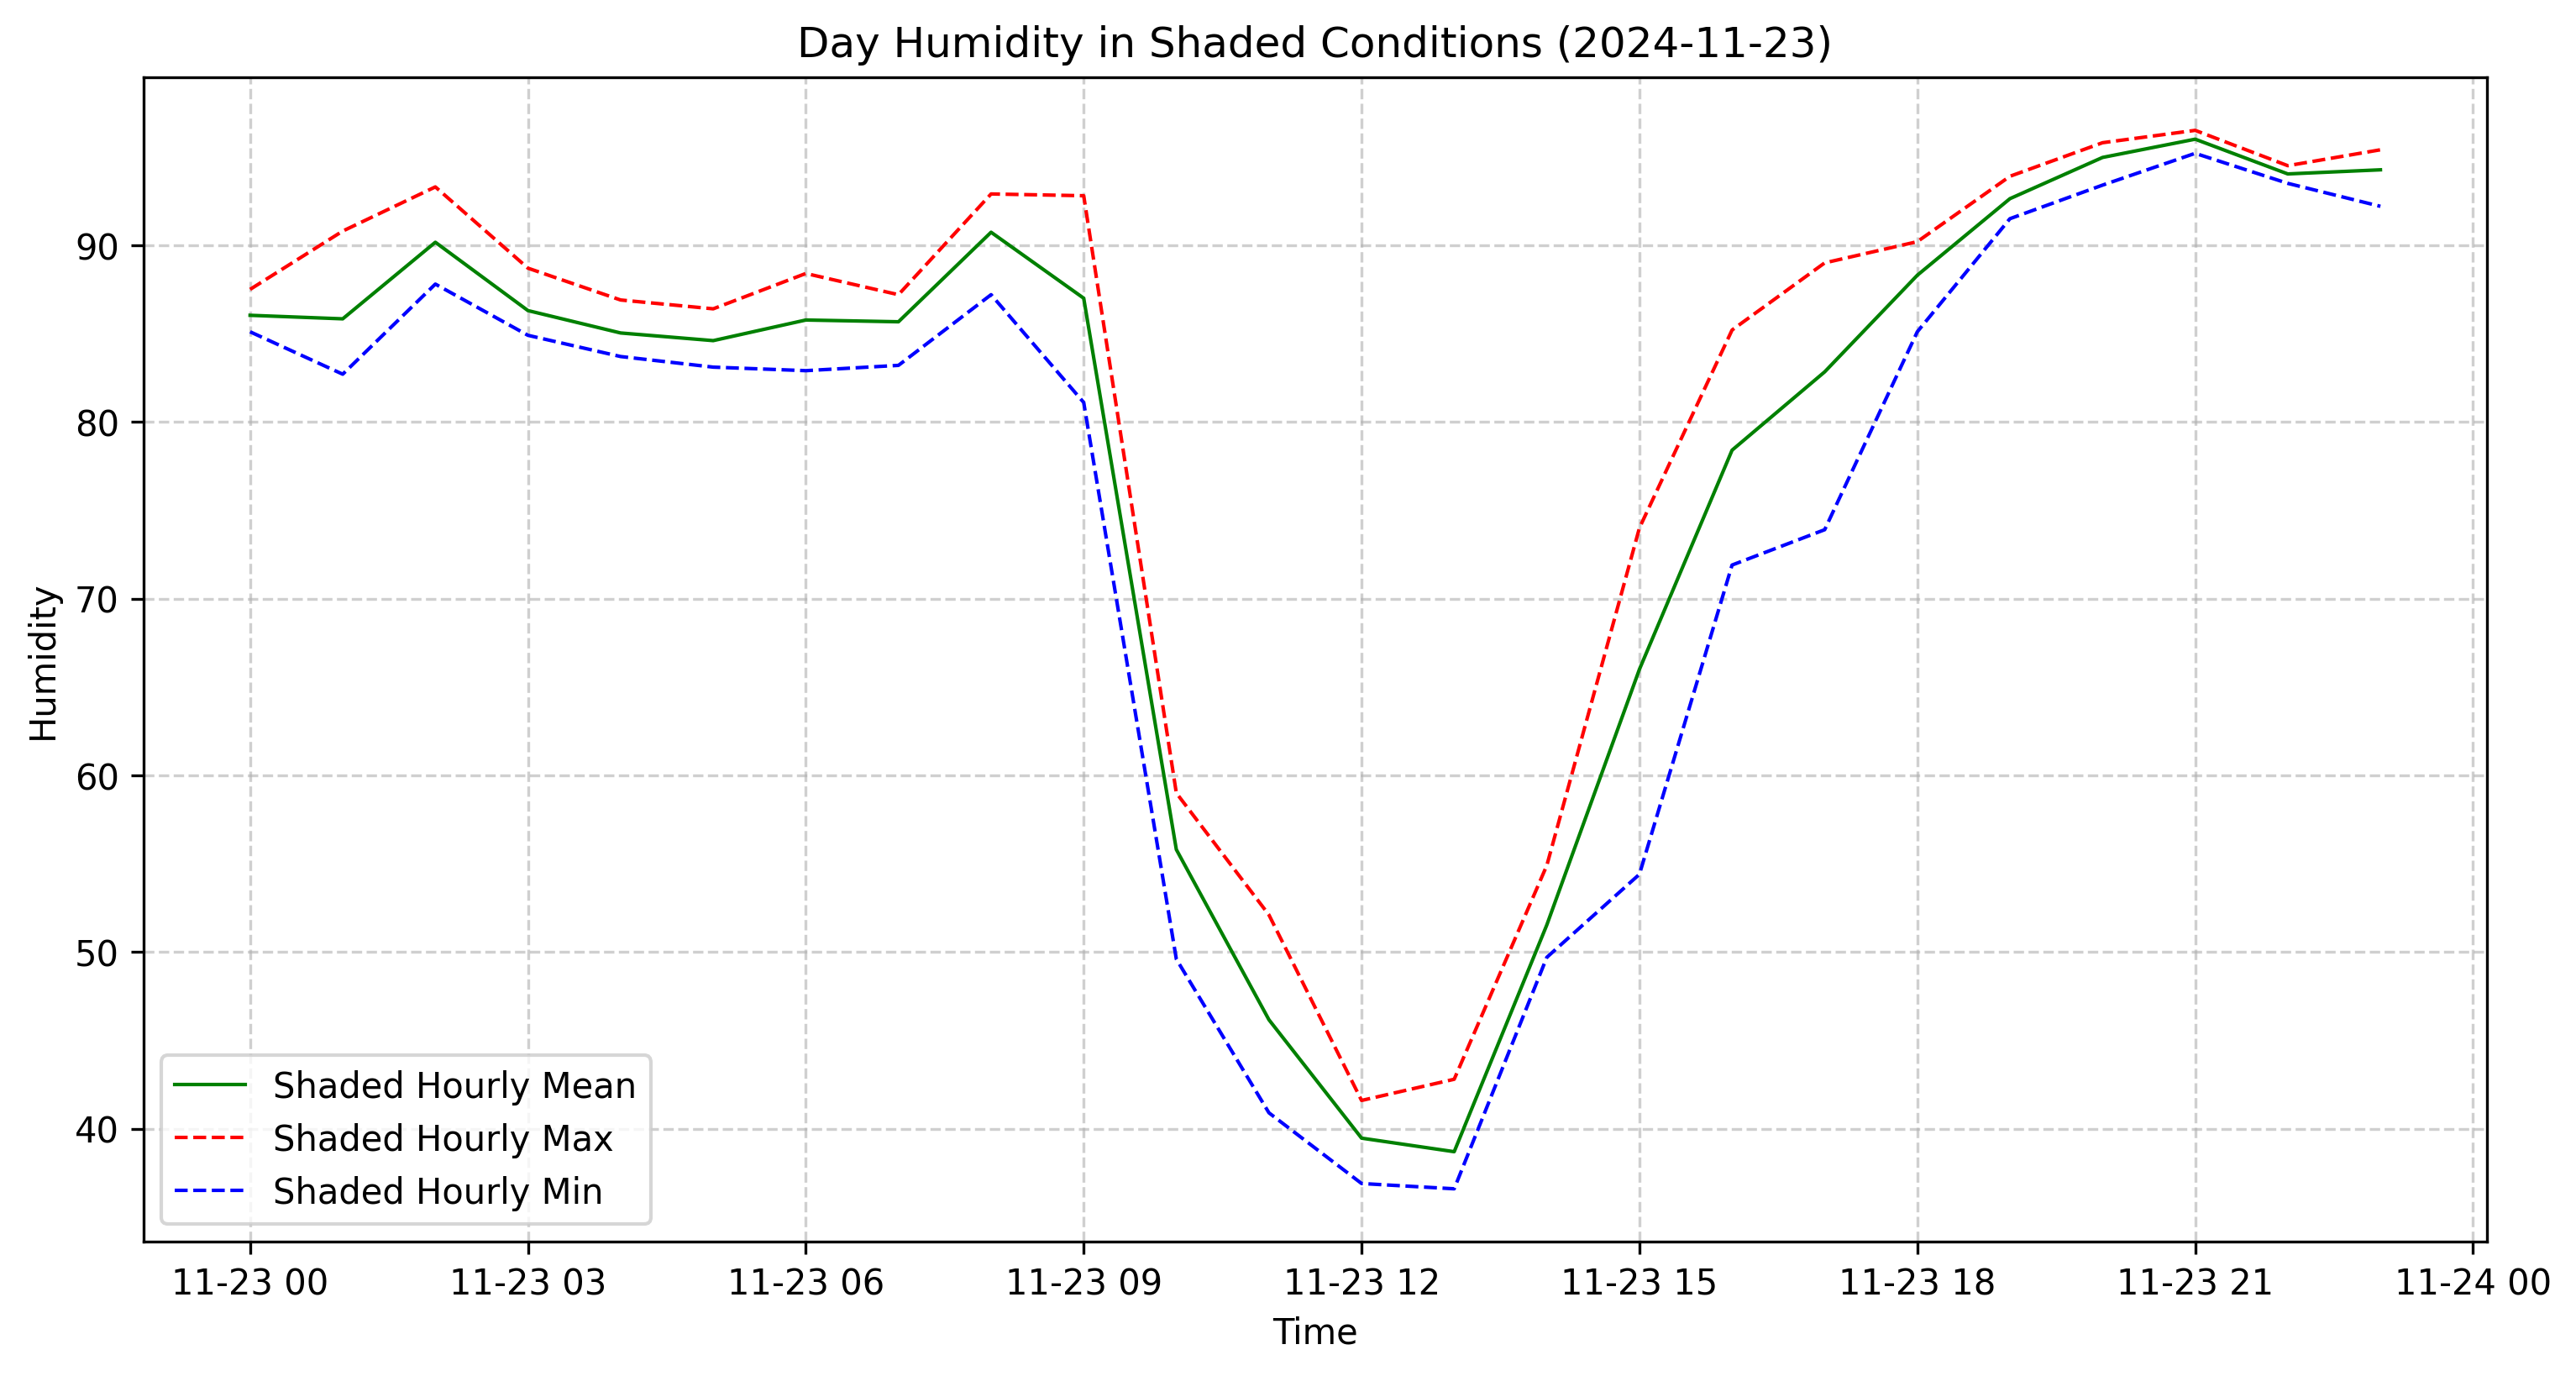 Day Humidity in Shaded Conditions (2024-11-23)
Humidity
90
80
70
60
50
40
Shaded Hourly Mean
Shaded Hourly Max
Shaded Hourly Min
11-23 00
11-23 03
11-23 06
11-23 09
11-23 12
11-23 15
11-23 18
11-23 21
11-24 00
Time